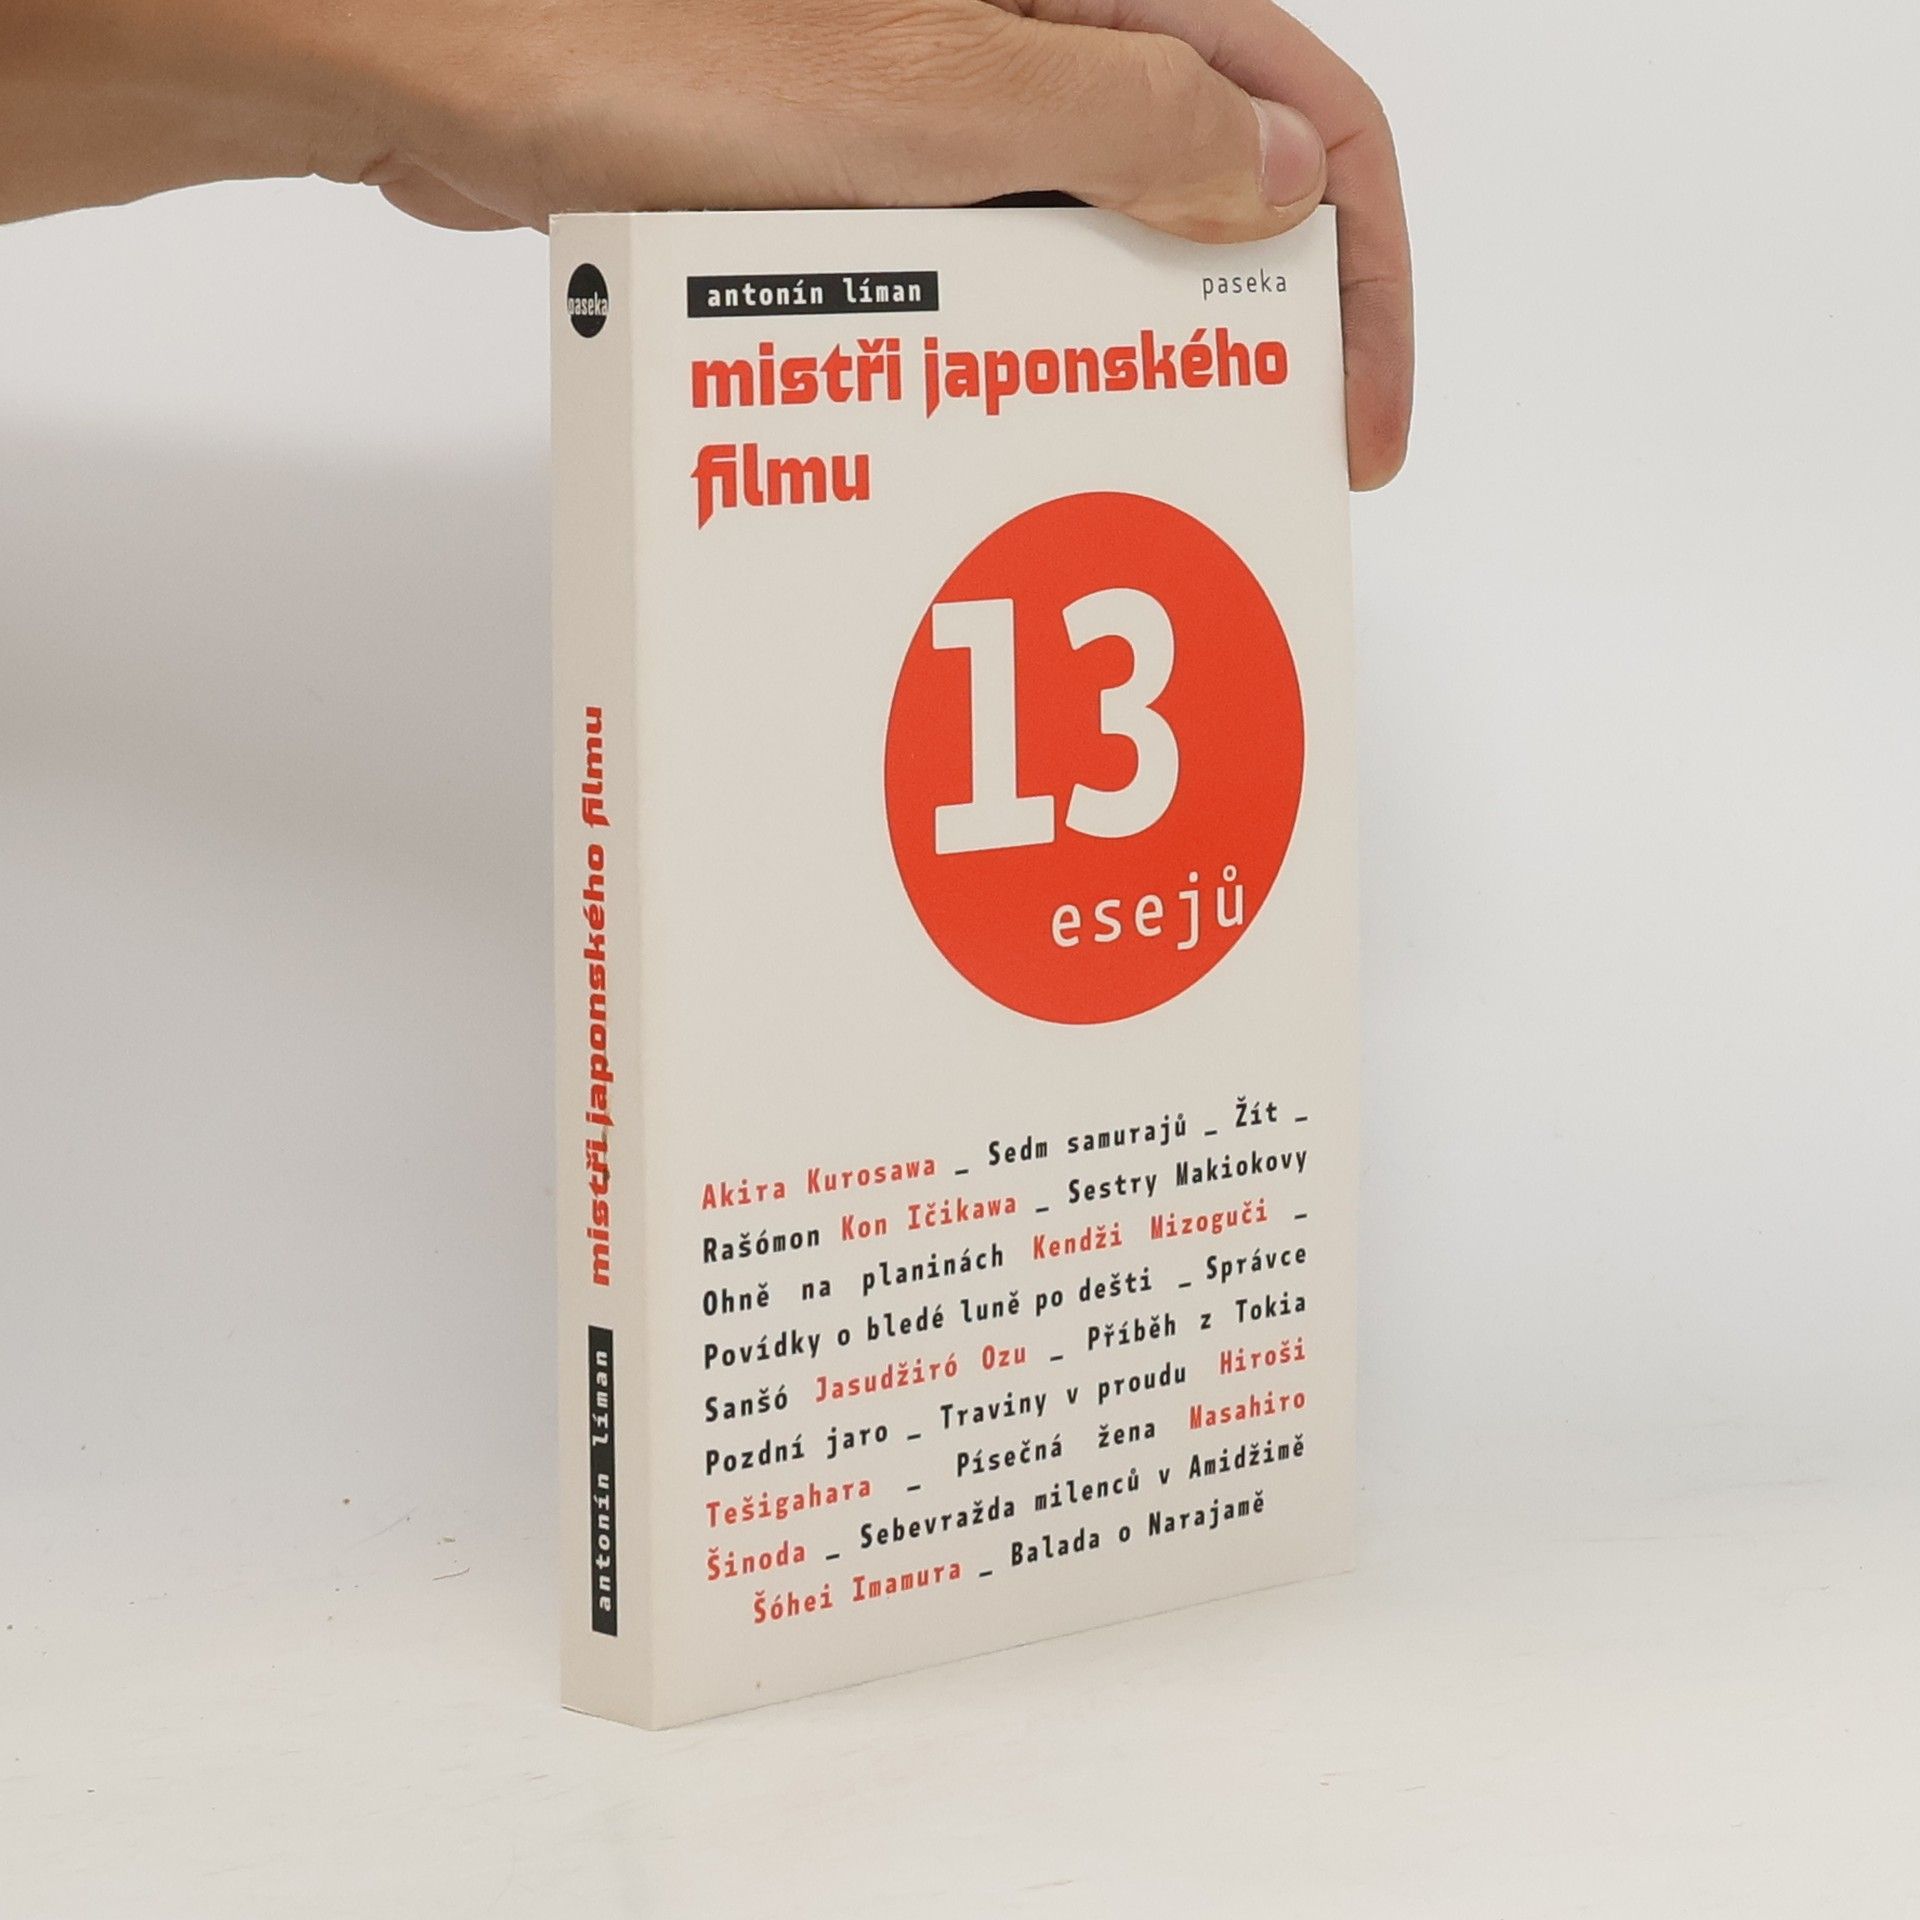 paseka
mistři japonského filmu
antonín líman
antonín líman
paseka
mistři japonského
filmu
13
esejů
Akira Kurosawa _ Sedm samurajů _ Žít _
Rašómon Kon Ičikawa _ Sestry Makiokovy
Ohně na planinách Kendži Mizoguči _
Povídky o bledé luně po dešti _ Správce
Sanšó Jasudžiró Ozu _ Příběh z Tokia
Pozdní jaro _ Traviny v proudu Hiroši
Tešigahara _ Písečná žena Masahiro
Šinoda _ Sebevražda milenců v Amidžimě
Šóhei Imamura _ Balada o Narajamě